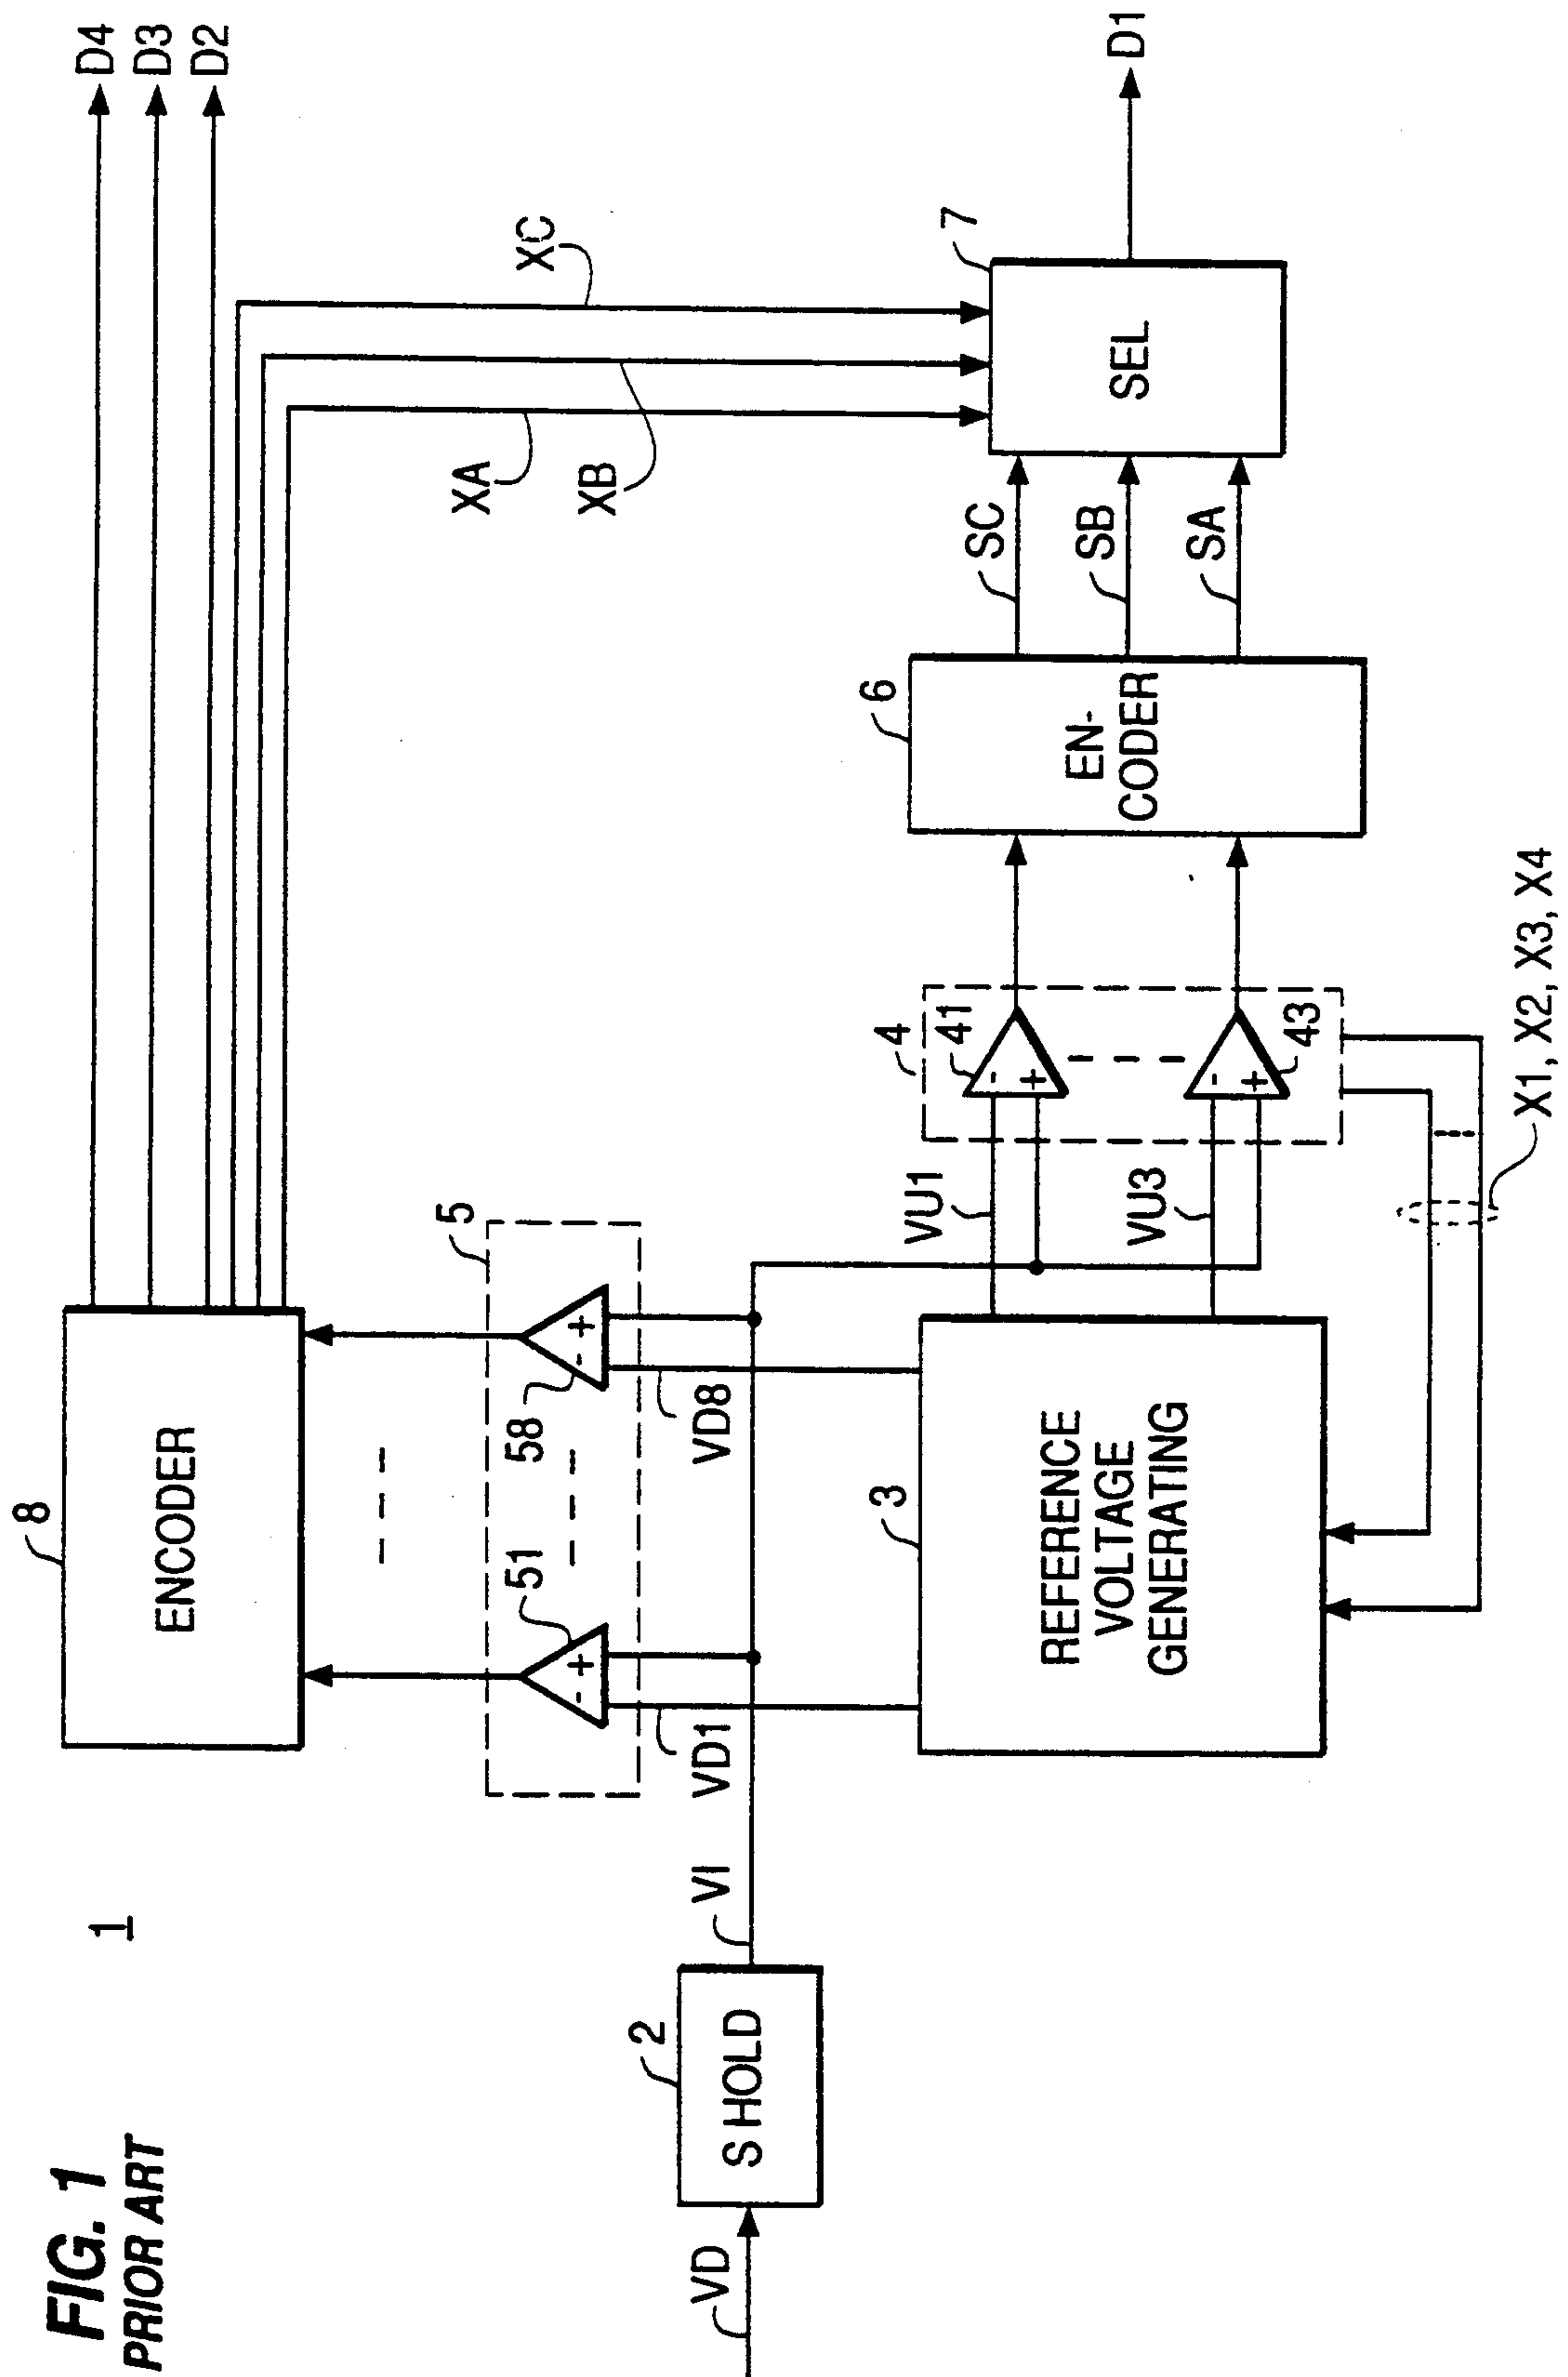 FIG. 1
PRIOR ART
1
VD
2
S HOLD
VI
8
ENCODER
D4
D3
D2
5
51
58
VD1
VD8
XA
XB
XC
3
REFERENCE
VOLTAGE
GENERATING
VU1
VU3
4
41
43
X1, X2, X3, X4
6
EN-
CODER
SC
SB
SA
7
SEL
D1